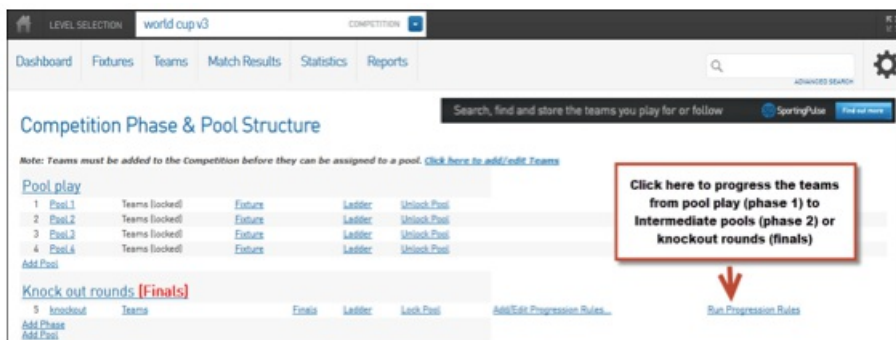 LEVEL SELECTION world cup v3 COMPETITION
Dashboard Fixtures Teams Match Results Statistics Reports
ADVANCED SEARCH
Search, find and store the teams you play for or follow SportingPulse Find out more
Competition Phase & Pool Structure
Note: Teams must be added to the Competition before they can be assigned to a pool. Click here to add/edit Teams
Pool play
1 Pool 1 Teams (locked) Fixture Ladder Unlock Pool
2 Pool 2 Teams (locked) Fixture Ladder Unlock Pool
3 Pool 3 Teams (locked) Fixture Ladder Unlock Pool
4 Pool 4 Teams (locked) Fixture Ladder Unlock Pool
Add Pool
Click here to progress the teams
from pool play (phase 1) to
Intermediate pools (phase 2) or
knockout rounds (finals)
Knock out rounds (Finals)
5 knockout Teams Finals Ladder Lock Pool Add/Edit Progression Rules... Run Progression Rules
Add Phase
Add Pool